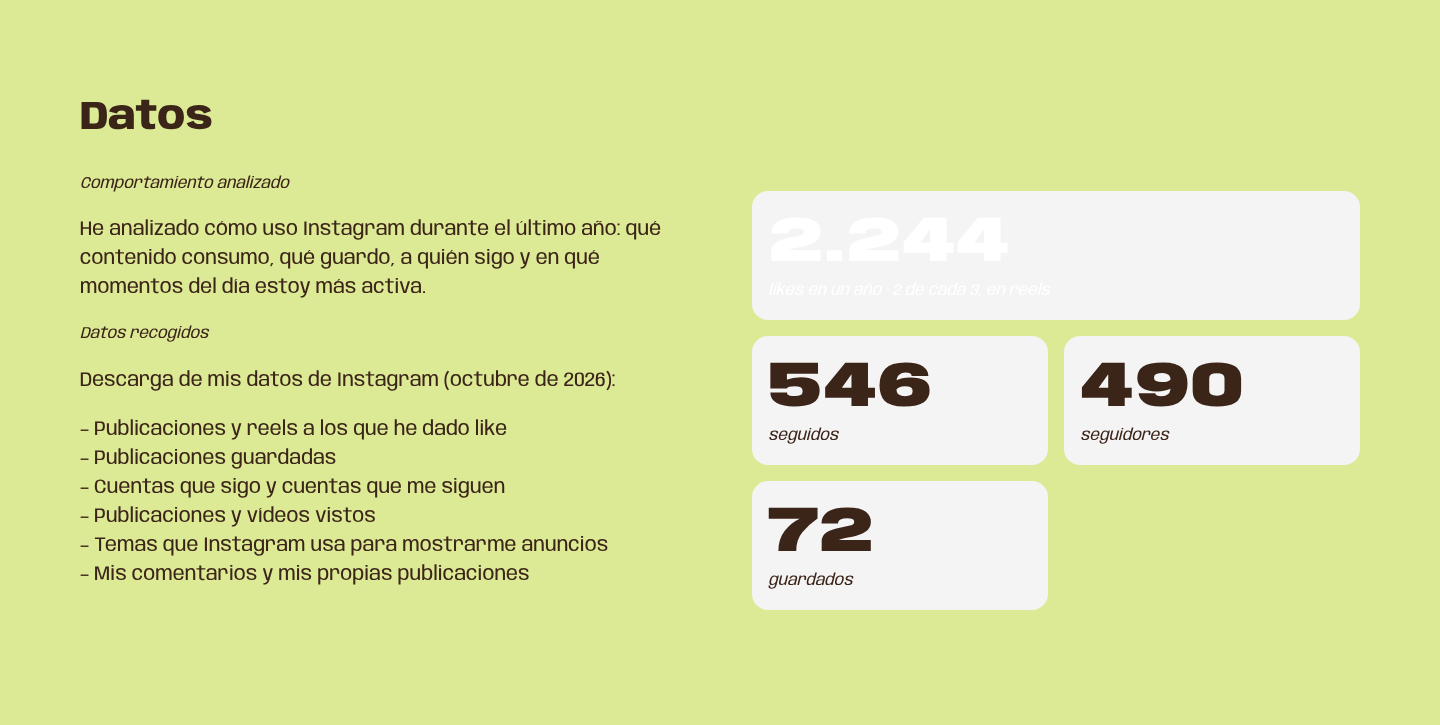 Datos
Comportamiento analizado
He analizado cómo uso Instagram durante el último año: qué
contenido consumo, qué guardo, a quién sigo y en qué
momentos del día estoy más activa.
Datos recogidos
Descarga de mis datos de Instagram (octubre de 2026):
– Publicaciones y reels a los que he dado like
– Publicaciones guardadas
– Cuentas que sigo y cuentas que me siguen
– Publicaciones y vídeos vistos
– Temas que Instagram usa para mostrarme anuncios
– Mis comentarios y mis propias publicaciones
2.244
likes en un año · 2 de cada 3, en reels
546
seguidos
490
seguidores
72
guardados